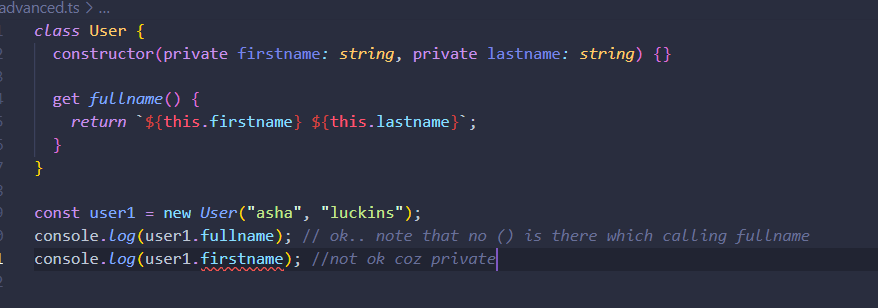 advanced.ts > ...
class User {
constructor(private firstname: string, private lastname: string) {}
get fullname() {
return `${this.firstname} ${this.lastname}`;
}
}
const user1 = new User("asha", "luckins");
console.log(user1.fullname); // ok.. note that no () is there which calling fullname
console.log(user1.firstname); //not ok coz private